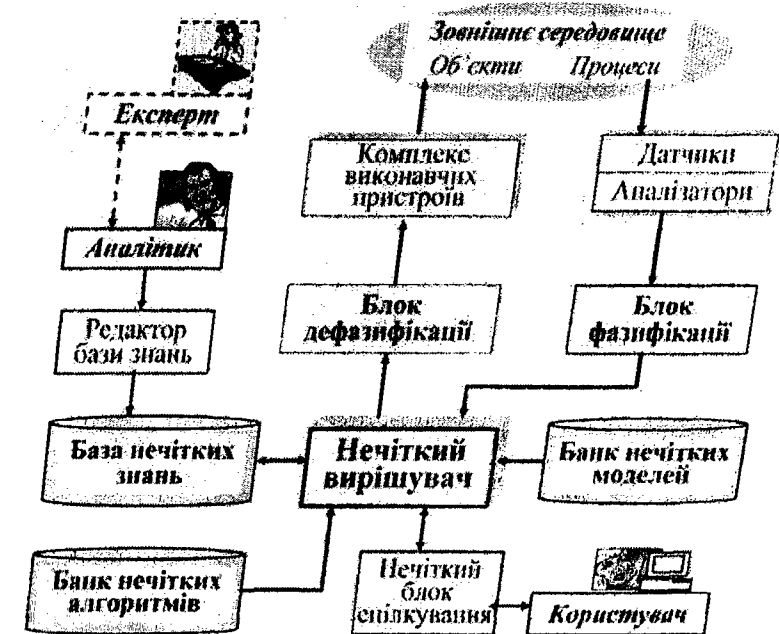 Зовнішнє середовище
Об'єкти Процеси
Експерт
Комплекс
виконавчих
пристроїв
Датчики
Аналізатори
Аналітик
Редактор
бази знань
Блок
дефазифікації
Блок
фазифікації
База нечітких
знань
Нечіткий
вирішувач
Банк нечітких
моделей
Банк нечітких
алгоритмів
Нечіткий
блок
спілкування
Користувач